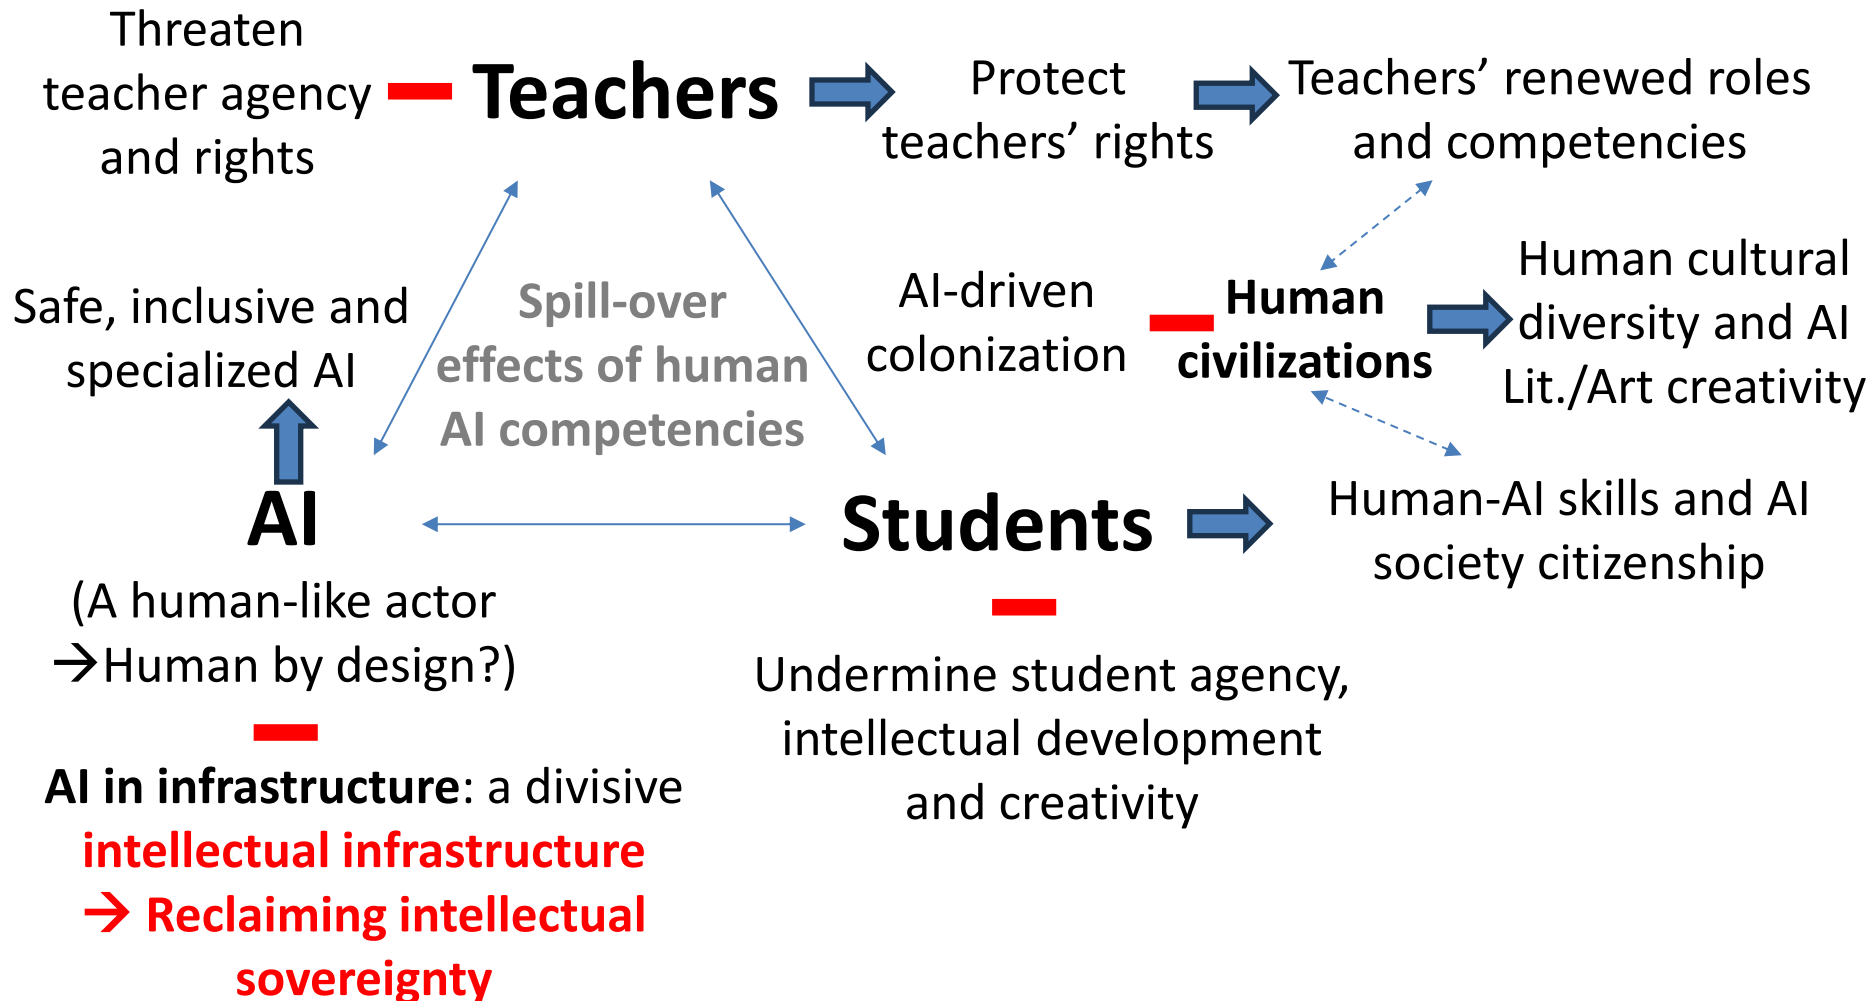 Threaten
teacher agency
and rights
Teachers
Protect
teachers’ rights
Teachers’ renewed roles
and competencies
Safe, inclusive and
specialized AI
Spill-over
effects of human
AI competencies
AI-driven
colonization
Human
civilizations
Human cultural
diversity and AI
Lit./Art creativity
AI
Students
Human-AI skills and AI
society citizenship
(A human-like actor
→Human by design?)
Undermine student agency,
intellectual development
and creativity
AI in infrastructure: a divisive
intellectual infrastructure
→ Reclaiming intellectual
sovereignty